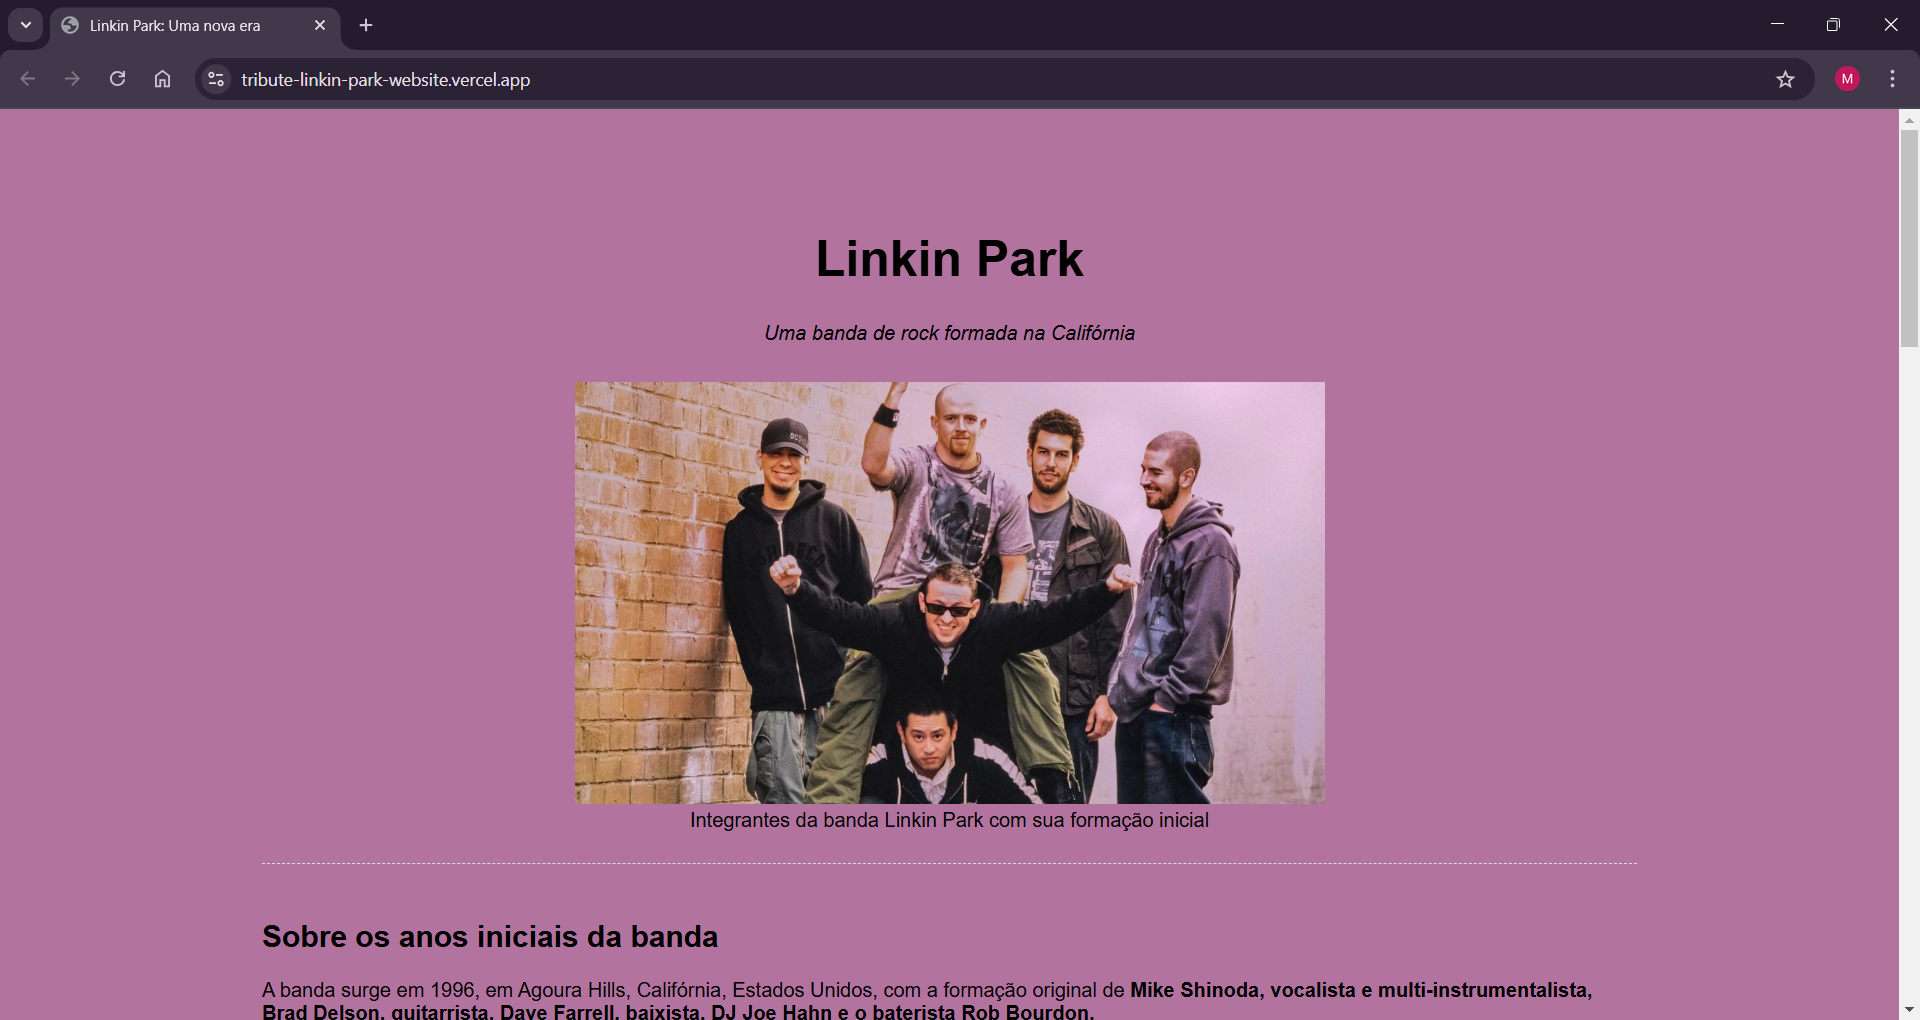 Linkin Park: Uma nova era
tribute-linkin-park-website.vercel.app
M
Linkin Park
Uma banda de rock formada na Califórnia
Integrantes da banda Linkin Park com sua formação inicial
Sobre os anos iniciais da banda
A banda surge em 1996, em Agoura Hills, Califórnia, Estados Unidos, com a formação original de Mike Shinoda, vocalista e multi-instrumentalista,
Brad Delson, guitarrista, Dave Farrell, baixista, DJ Joe Hahn e o baterista Rob Bourdon.